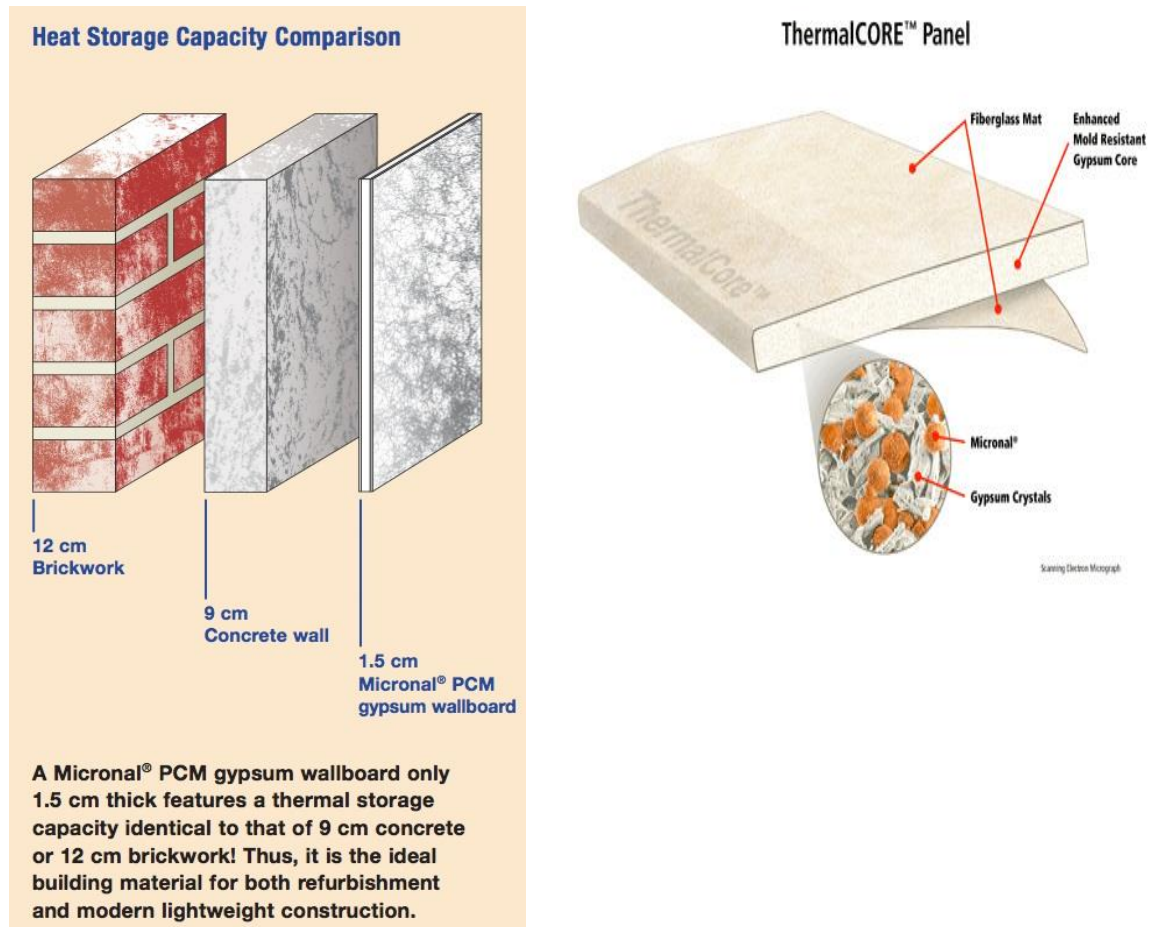 Heat Storage Capacity Comparison
12 cm
Brickwork
9 cm
Concrete wall
1.5 cm
Micronal® PCM
gypsum wallboard
A Micronal® PCM gypsum wallboard only
1.5 cm thick features a thermal storage
capacity identical to that of 9 cm concrete
or 12 cm brickwork! Thus, it is the ideal
building material for both refurbishment
and modern lightweight construction.
ThermalCORE™ Panel
Fiberglass Mat
Enhanced
Mold Resistant
Gypsum Core
ThermalCore™
Micronal®
Gypsum Crystals
Scanning Electron Micrograph